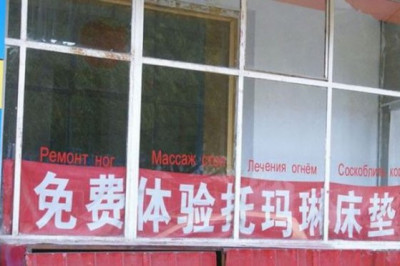 Ремонт ног Массаж Лечения огнём
免费体验托玛琳床垫